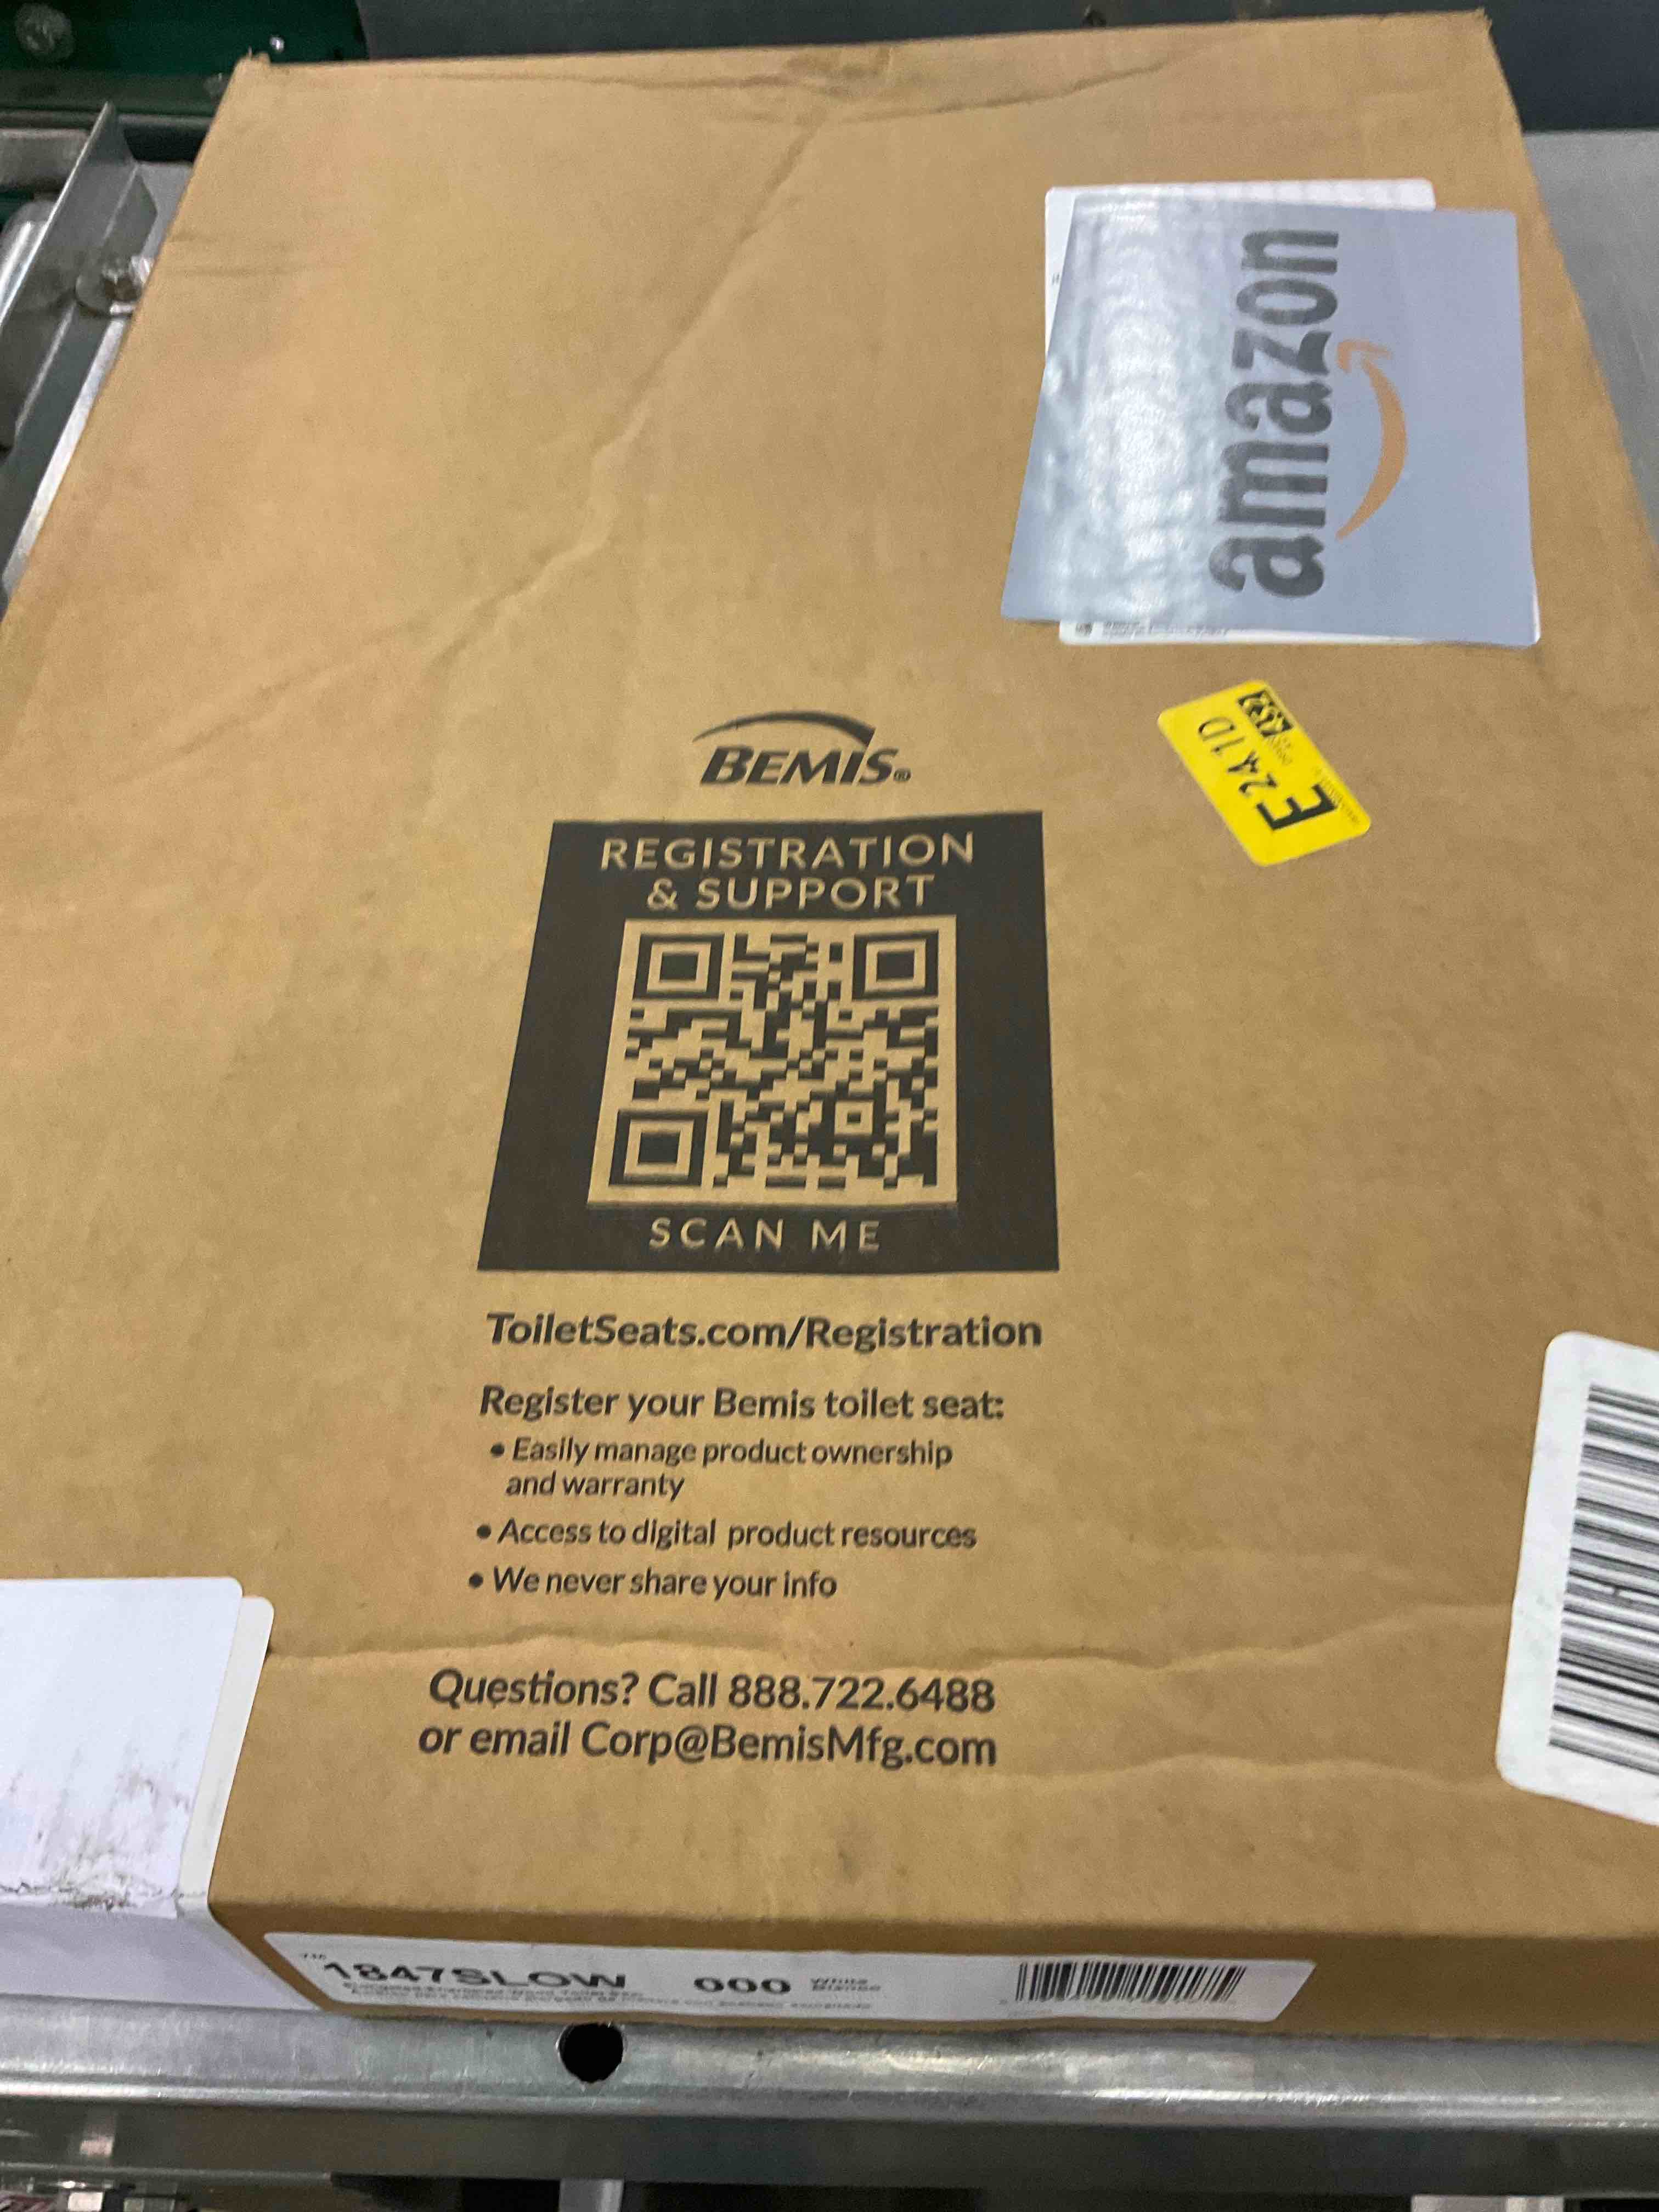 amazon
E 24 1D
BEMIS®
REGISTRATION
& SUPPORT
SCAN ME
ToiletSeats.com/Registration
Register your Bemis toilet seat:
• Easily manage product ownership
and warranty
• Access to digital product resources
• We never share your info
Questions? Call 888.722.6488
or email Corp@BemisMfg.com
1847SLOW 000 White